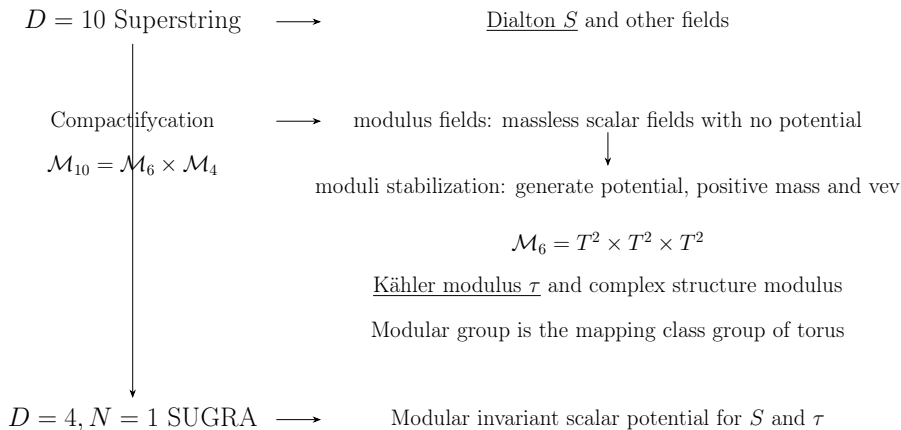 D = 10 Superstring
Dialton S and other fields
Compactifycation
modulus fields: massless scalar fields with no potential
M₁₀ = M₆ × M₄
moduli stabilization: generate potential, positive mass and vev
M₆ = T² × T² × T²
Kähler modulus τ and complex structure modulus
Modular group is the mapping class group of torus
D = 4, N = 1 SUGRA
Modular invariant scalar potential for S and τ